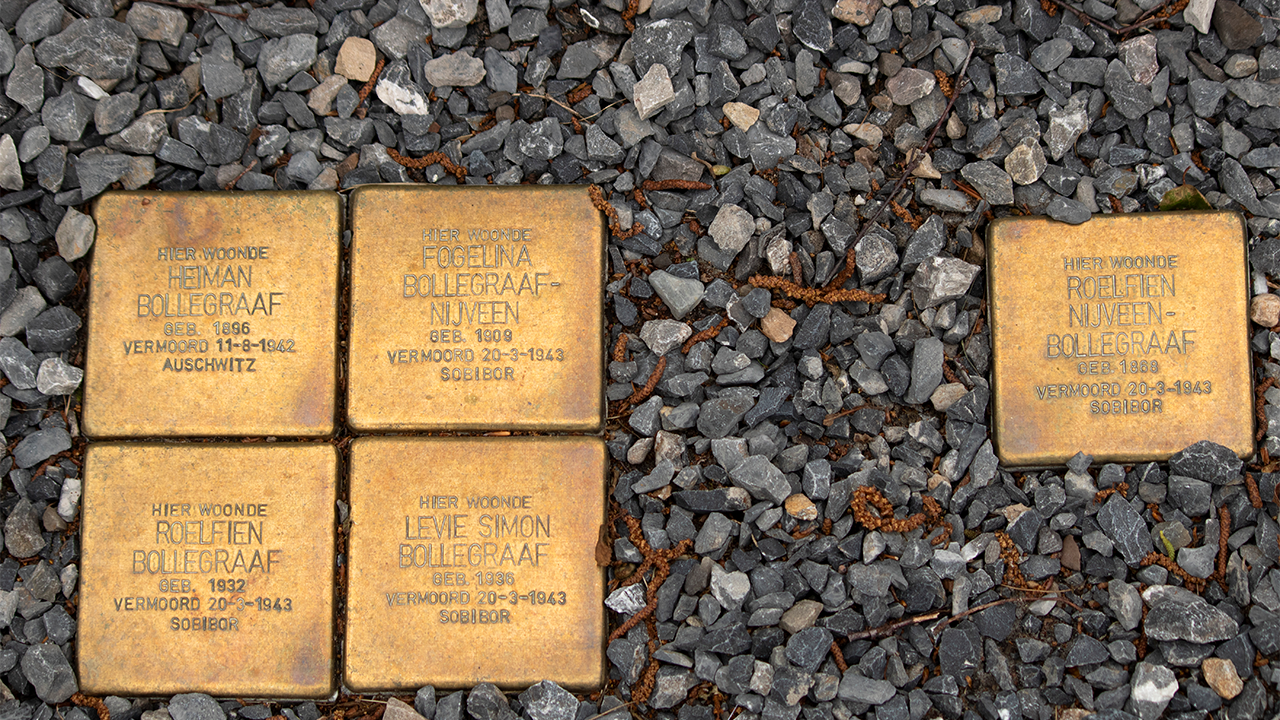 HIER WOONDE
HEIMAN
BOLLEGRAAF
GEB. 1896
VERMOORD 11-8-1942
AUSCHWITZ
HIER WOONDE
FOGELINA
BOLLEGRAAF-
NIJVEEN
GEB. 1909
VERMOORD 20-3-1943
SOBIBOR
HIER WOONDE
ROELFIEN
NIJVEEN-
BOLLEGRAAF
GEB. 1868
VERMOORD 20-3-1943
SOBIBOR
HIER WOONDE
ROELFIEN
BOLLEGRAAF
GEB. 1932
VERMOORD 20-3-1943
SOBIBOR
HIER WOONDE
LEVIE SIMON
BOLLEGRAAF
GEB. 1936
VERMOORD 20-3-1943
SOBIBOR